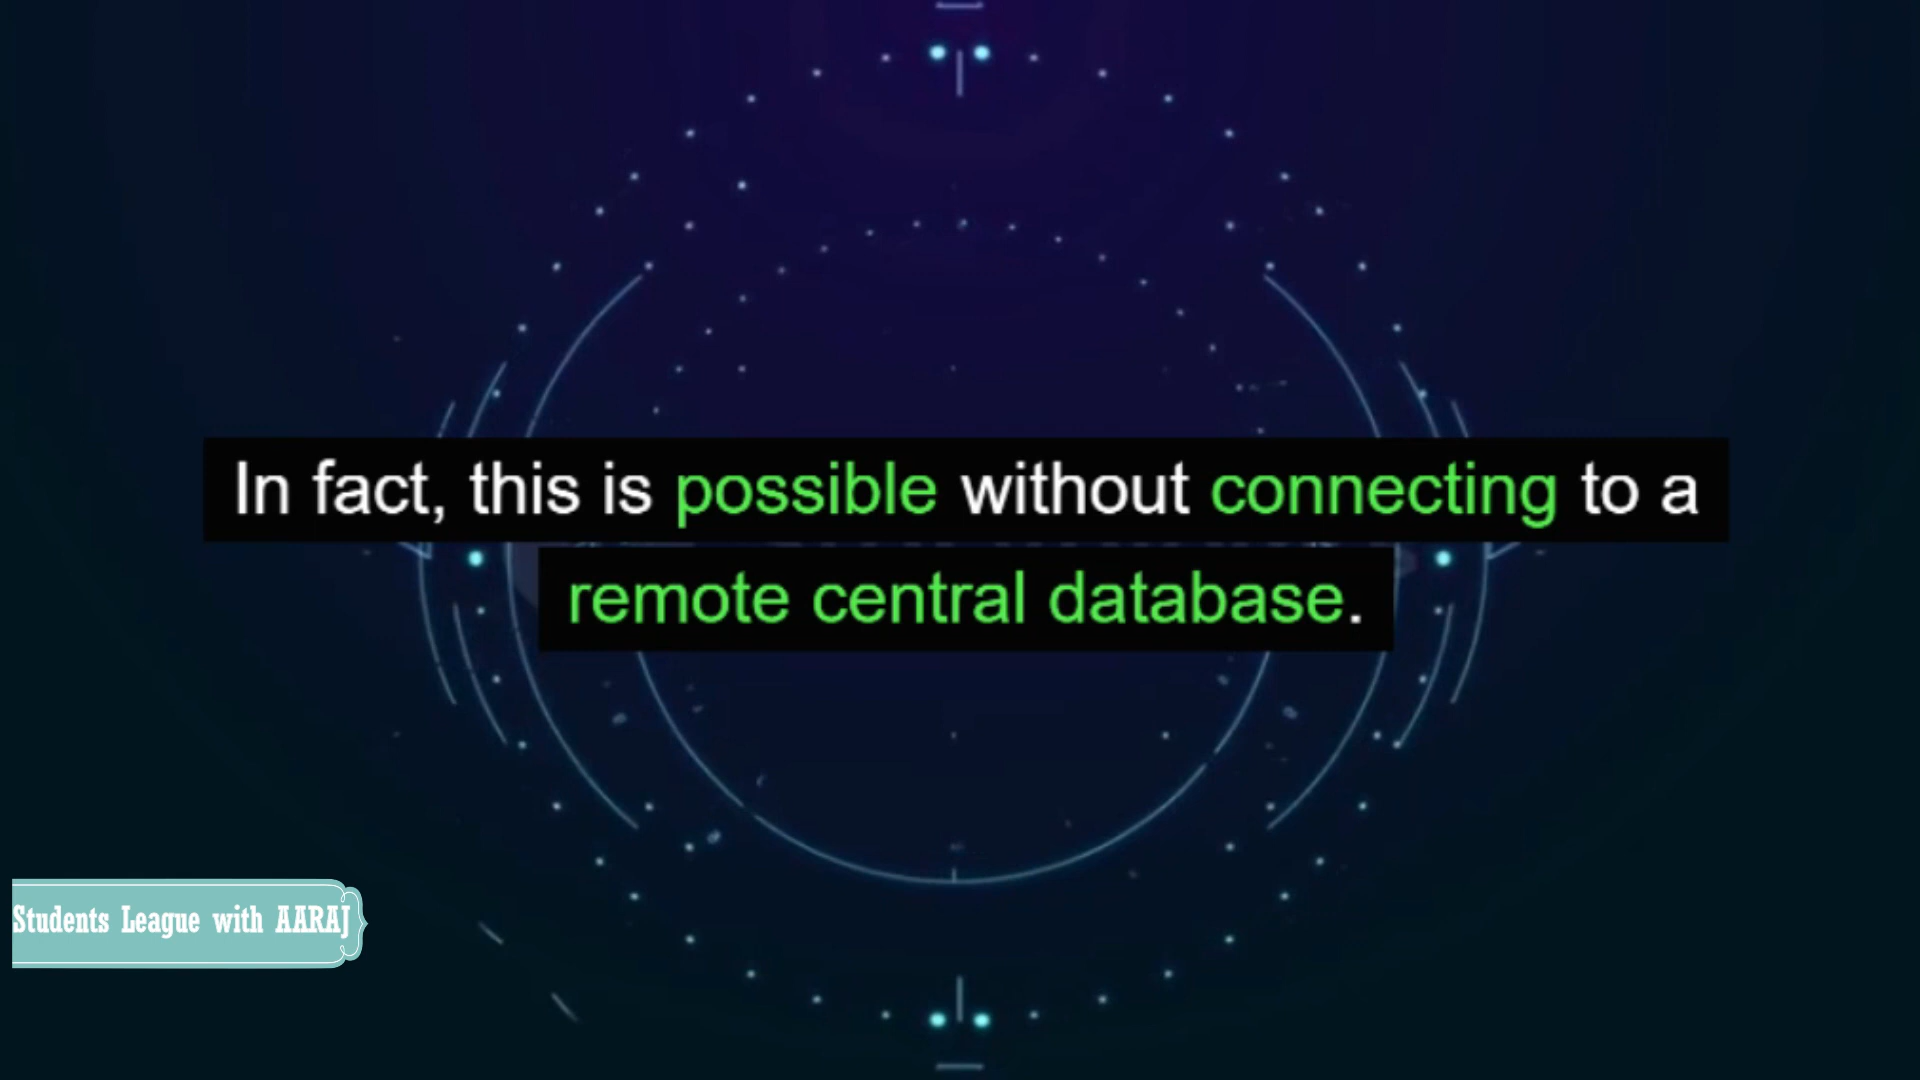 In fact, this is possible without connecting to a
remote central database.
Students League with AARAJ